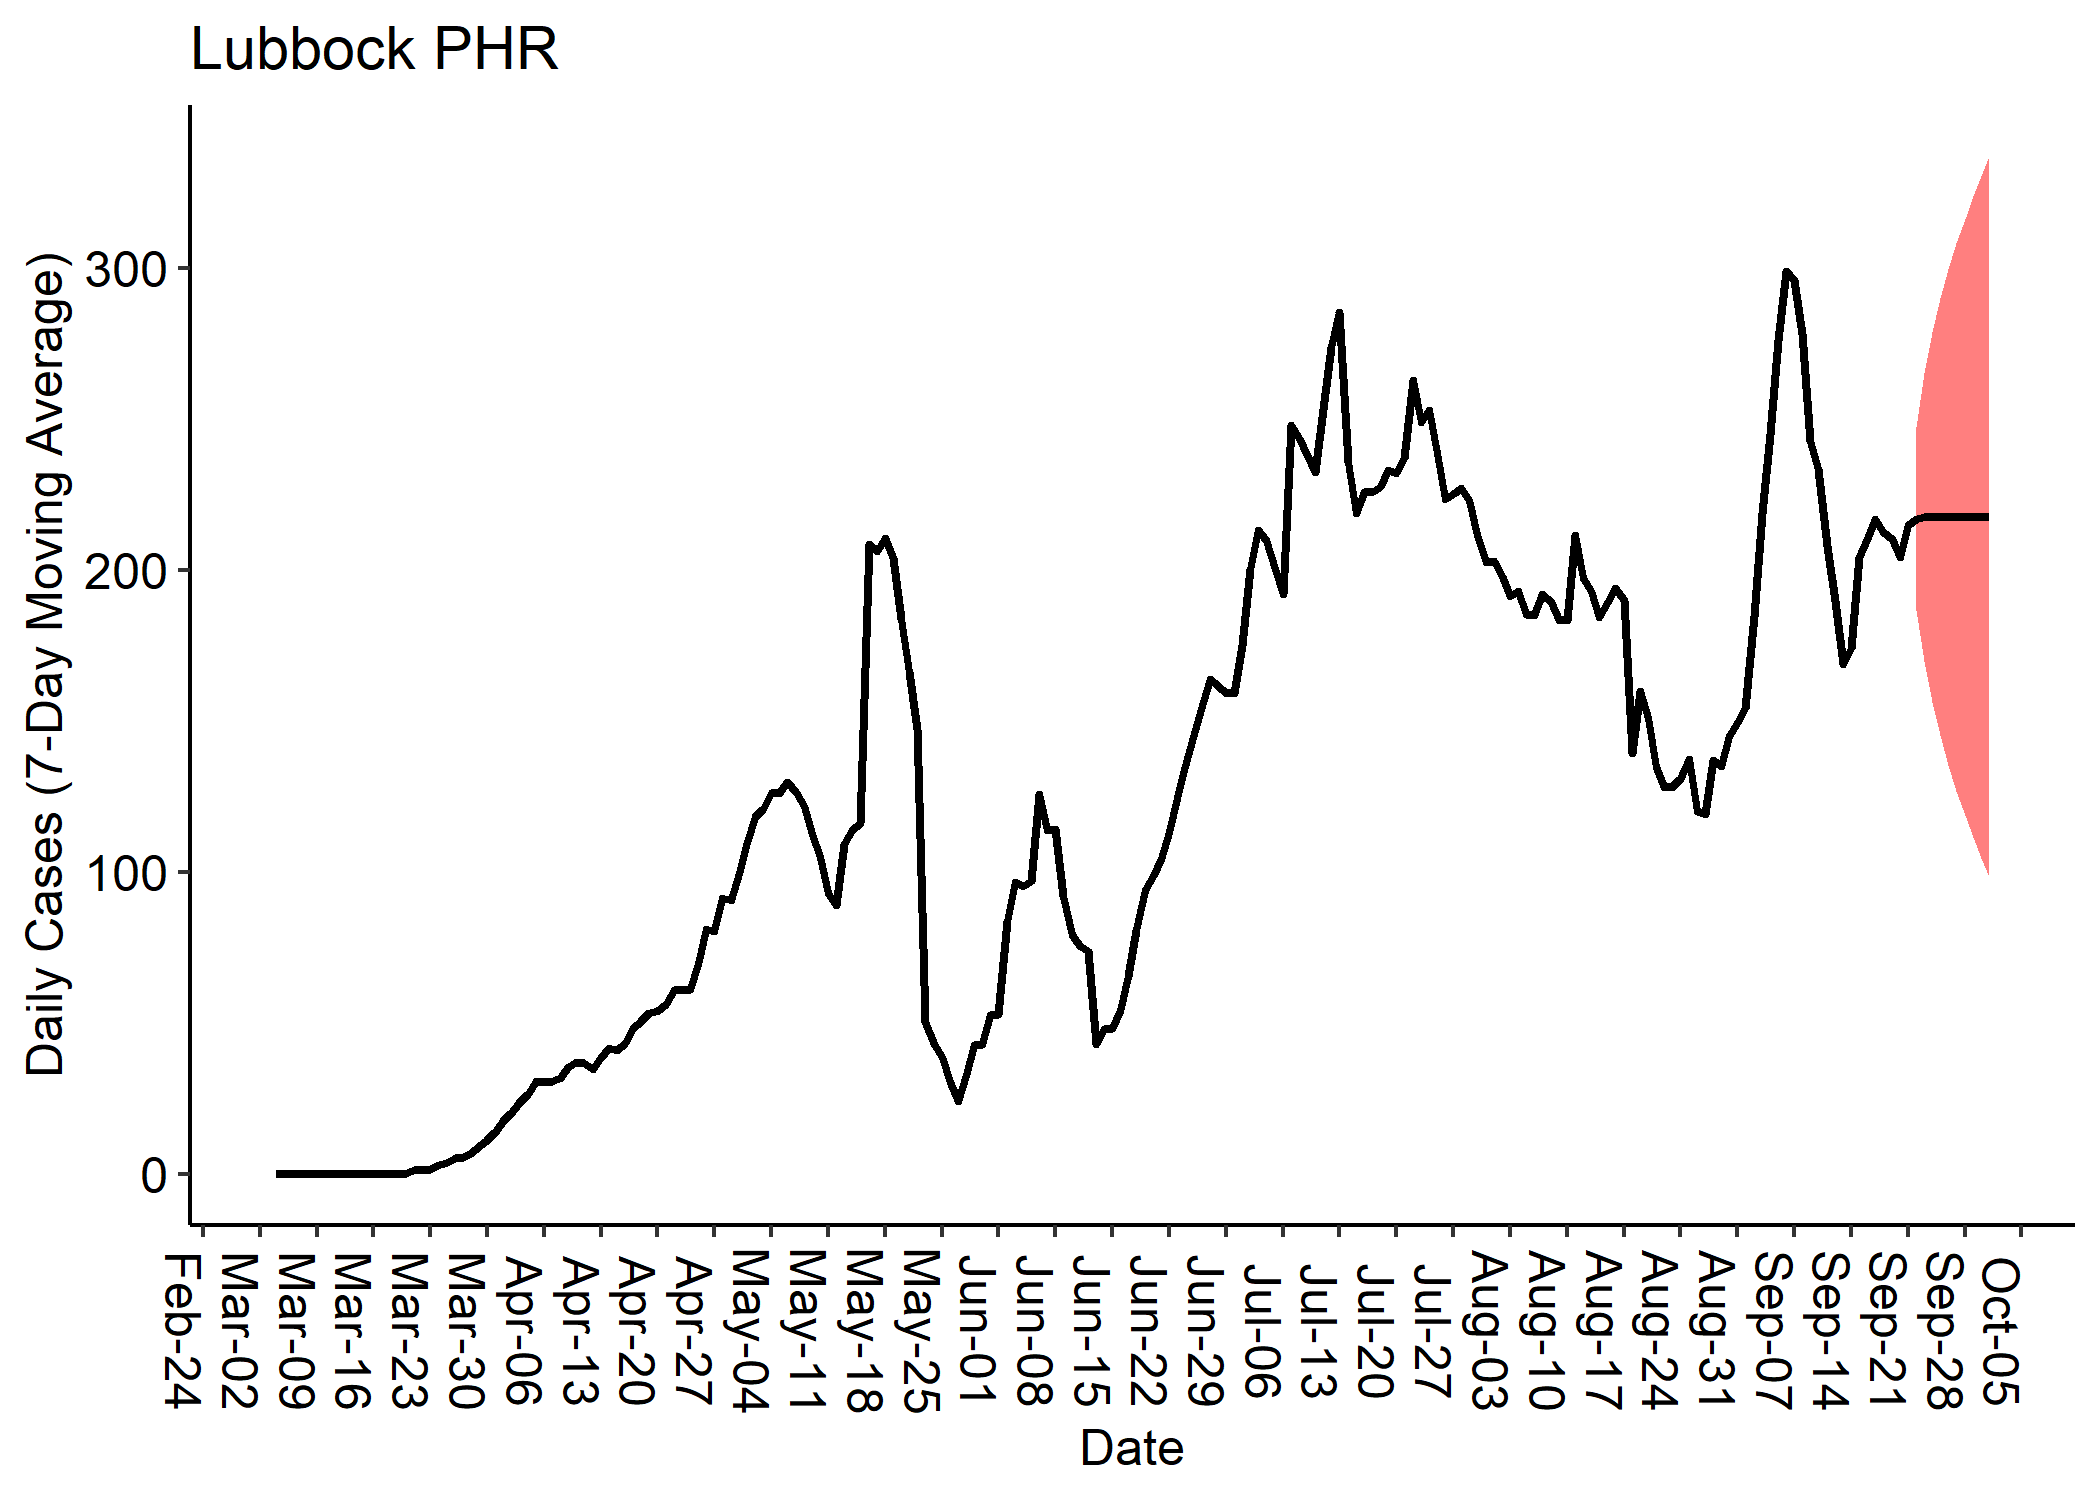 Lubbock PHR
Daily Cases (7-Day Moving Average)
300
200
100
0
Feb-24
Mar-02
Mar-09
Mar-16
Mar-23
Mar-30
Apr-06
Apr-13
Apr-20
Apr-27
May-04
May-11
May-18
May-25
Jun-01
Jun-08
Jun-15
Jun-22
Jun-29
Jul-06
Jul-13
Jul-20
Jul-27
Aug-03
Aug-10
Aug-17
Aug-24
Aug-31
Sep-07
Sep-14
Sep-21
Sep-28
Oct-05
Date